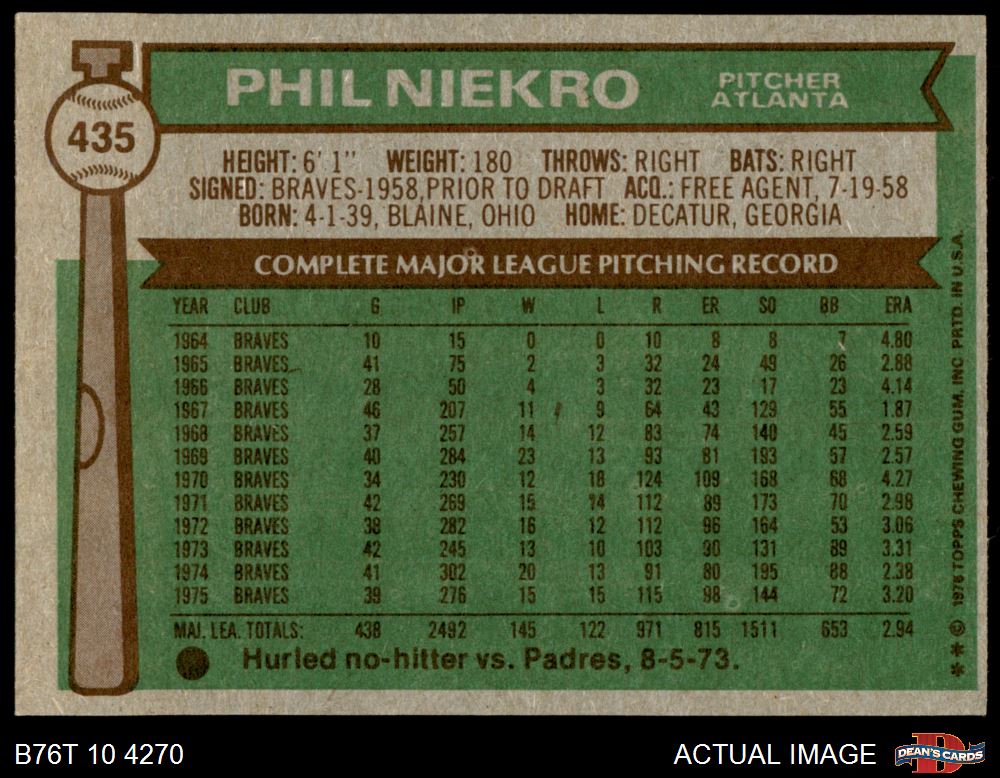 PHIL NIEKRO
PITCHER
ATLANTA
435
HEIGHT: 6' 1" WEIGHT: 180 THROWS: RIGHT BATS: RIGHT
SIGNED: BRAVES-1958, PRIOR TO DRAFT ACQ.: FREE AGENT, 7-19-58
BORN: 4-1-39, BLAINE, OHIO HOME: DECATUR, GEORGIA
COMPLETE MAJOR LEAGUE PITCHING RECORD
YEAR CLUB G IP W L R ER SO BB ERA
1964 BRAVES 10 15 0 0 10 8 8 7 4.80
1965 BRAVES 41 75 2 3 32 24 49 26 2.88
1966 BRAVES 28 50 4 3 32 23 17 23 4.14
1967 BRAVES 46 207 11 9 64 43 129 55 1.87
1968 BRAVES 37 257 14 12 83 74 140 45 2.59
1969 BRAVES 40 284 23 13 93 81 193 57 2.57
1970 BRAVES 34 230 12 18 124 109 168 68 4.27
1971 BRAVES 42 269 15 14 112 89 173 70 2.98
1972 BRAVES 38 282 16 12 112 96 164 53 3.06
1973 BRAVES 42 245 13 10 103 90 131 89 3.31
1974 BRAVES 41 302 20 13 91 80 195 88 2.38
1975 BRAVES 39 276 15 15 115 98 144 72 3.20
MAJ. LEA. TOTALS: 438 2492 145 122 971 815 1511 653 2.94
Hurled no-hitter vs. Padres, 8-5-73.
** © 1976 TOPPS CHEWING GUM, INC. PRTD. IN U.S.A.
B76T 10 4270
ACTUAL IMAGE
DEAN'S CARDS